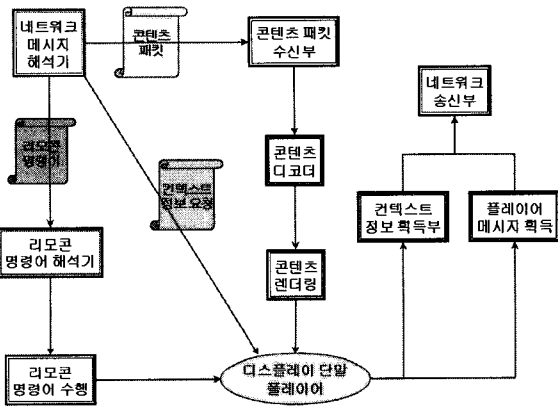 네트워크
메시지
해석기
콘텐츠
패킷
콘텐츠 패킷
수신부
네트워크
송신부
리모콘
명령어
콘텐츠
디코더
컨텍스트
정보 요청
컨텍스트
정보 획득부
플레이어
메시지 획득
리모콘
명령어 해석기
콘텐츠
렌더링
리모콘
명령어 수행
디스플레이 단말
플레이어